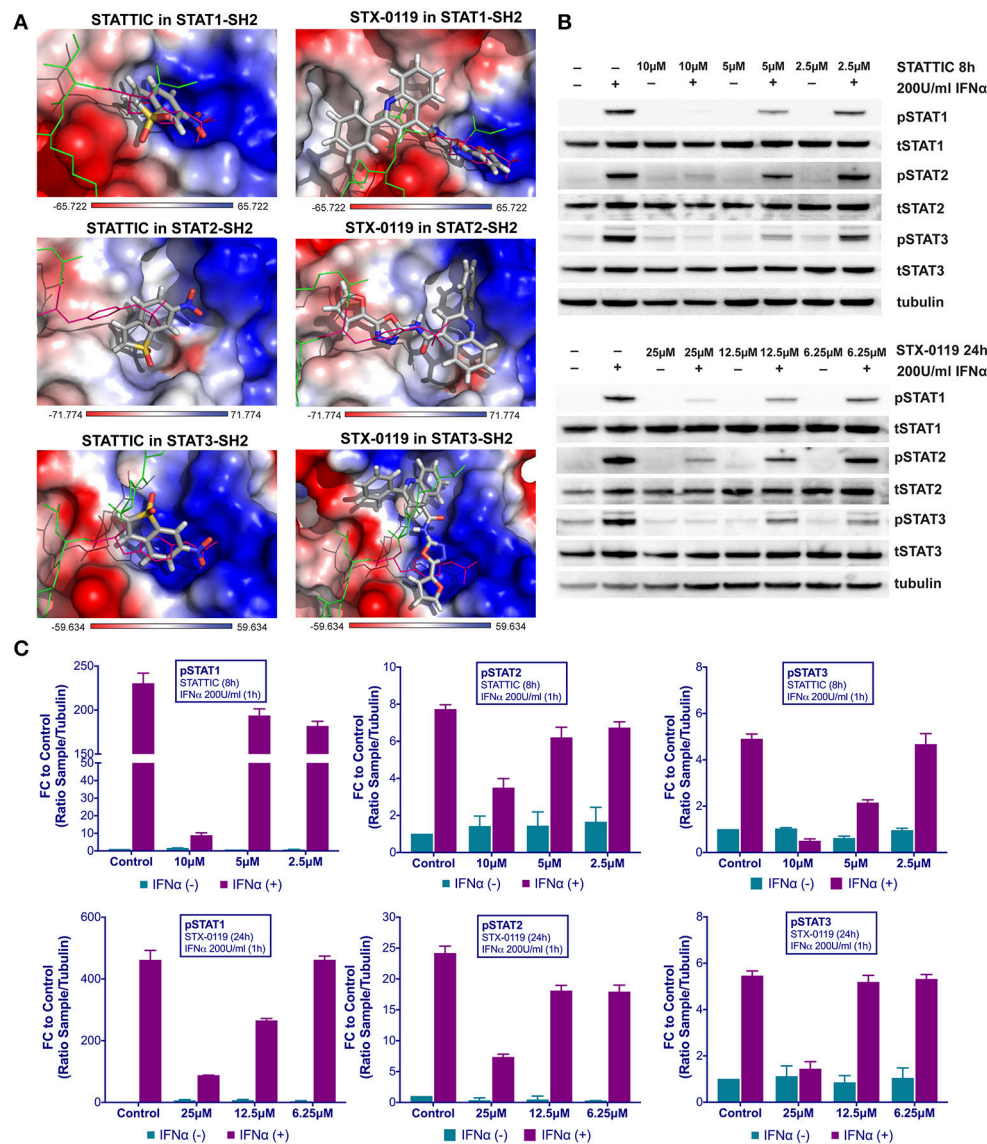 A
STATTIC in STAT1-SH2
STX-0119 in STAT1-SH2
-65.722 65.722
-65.722 65.722
STATTIC in STAT2-SH2
STX-0119 in STAT2-SH2
-71.774 71.774
-71.774 71.774
STATTIC in STAT3-SH2
STX-0119 in STAT3-SH2
-59.634 59.634
-59.634 59.634
B
– – 10µM 10µM 5µM 5µM 2.5µM 2.5µM STATTIC 8h
– + – + – + – + 200U/ml IFNα
pSTAT1
tSTAT1
pSTAT2
tSTAT2
pSTAT3
tSTAT3
tubulin
– – 25µM 25µM 12.5µM 12.5µM 6.25µM 6.25µM STX-0119 24h
– + – + – + – + 200U/ml IFNα
pSTAT1
tSTAT1
pSTAT2
tSTAT2
pSTAT3
tSTAT3
tubulin
C
FC to Control
(Ratio Sample/Tubulin)
250
200
150
50
40
30
20
10
0
pSTAT1
STATTIC (8h)
IFNα 200U/ml (1h)
Control 10µM 5µM 2.5µM
IFNα (-) IFNα (+)
FC to Control
(Ratio Sample/Tubulin)
10
8
6
4
2
0
pSTAT2
STATTIC (8h)
IFNα 200U/ml (1h)
Control 10µM 5µM 2.5µM
IFNα (-) IFNα (+)
FC to Control
(Ratio Sample/Tubulin)
8
6
4
2
0
pSTAT3
STATTIC (8h)
IFNα 200U/ml (1h)
Control 10µM 5µM 2.5µM
IFNα (-) IFNα (+)
FC to Control
(Ratio Sample/Tubulin)
600
400
200
0
pSTAT1
STX-0119 (24h)
IFNα 200U/ml (1h)
Control 25µM 12.5µM 6.25µM
IFNα (-) IFNα (+)
FC to Control
(Ratio Sample/Tubulin)
30
25
20
15
10
5
0
pSTAT2
STX-0119 (24h)
IFNα 200U/ml (1h)
Control 25µM 12.5µM 6.25µM
IFNα (-) IFNα (+)
FC to Control
(Ratio Sample/Tubulin)
8
6
4
2
0
pSTAT3
STX-0119 (24h)
IFNα 200U/ml (1h)
Control 25µM 12.5µM 6.25µM
IFNα (-) IFNα (+)